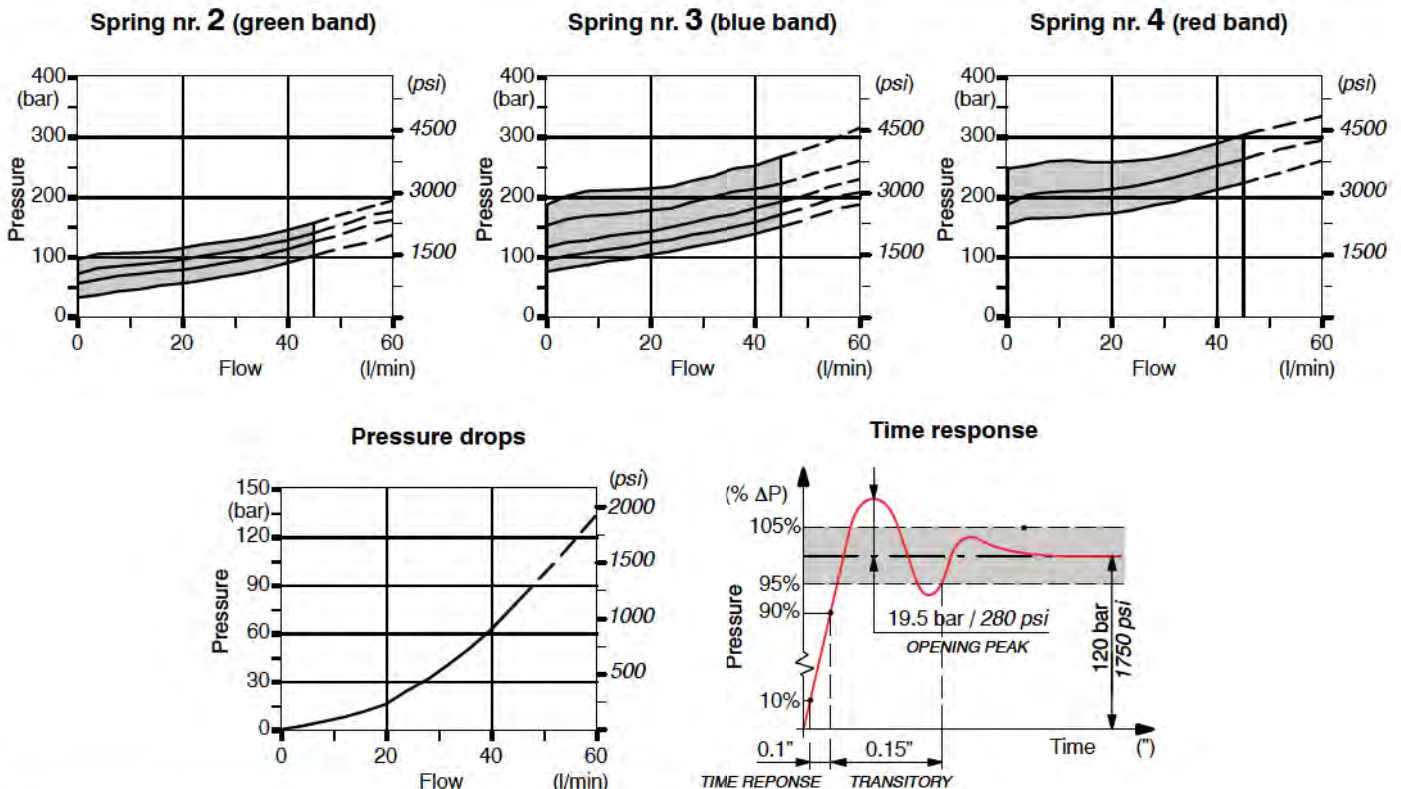 Spring nr. 2 (green band)
400
(bar)
300
200
100
0
Pressure
(psi)
4500
3000
1500
0 20 40 60
Flow (l/min)
Spring nr. 3 (blue band)
400
(bar)
300
200
100
0
Pressure
(psi)
4500
3000
1500
0 20 40 60
Flow (l/min)
Spring nr. 4 (red band)
400
(bar)
300
200
100
0
Pressure
(psi)
4500
3000
1500
0 20 40 60
Flow (l/min)
Pressure drops
150
(bar)
120
90
60
30
0
Pressure
(psi)
2000
1500
1000
500
0 20 40 60
Flow (l/min)
Time response
(% ΔP)
105%
95%
90%
10%
Pressure
19.5 bar / 280 psi
OPENING PEAK
120 bar
1750 psi
Time (")
0.1" 0.15"
TIME REPONSE TRANSITORY